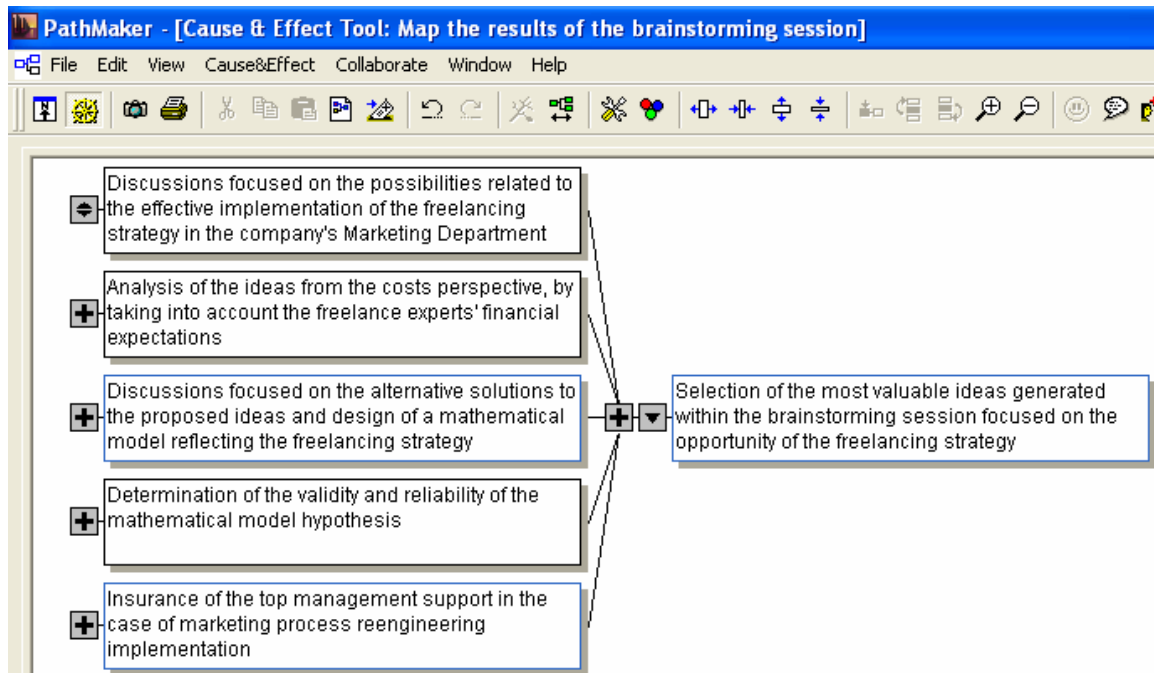 PathMaker - [Cause & Effect Tool: Map the results of the brainstorming session]
File Edit View Cause&Effect Collaborate Window Help
Discussions focused on the possibilities related to
the effective implementation of the freelancing
strategy in the company's Marketing Department
Analysis of the ideas from the costs perspective, by
taking into account the freelance experts' financial
expectations
Discussions focused on the alternative solutions to
the proposed ideas and design of a mathematical
model reflecting the freelancing strategy
Selection of the most valuable ideas generated
within the brainstorming session focused on the
opportunity of the freelancing strategy
Determination of the validity and reliability of the
mathematical model hypothesis
Insurance of the top management support in the
case of marketing process reengineering
implementation